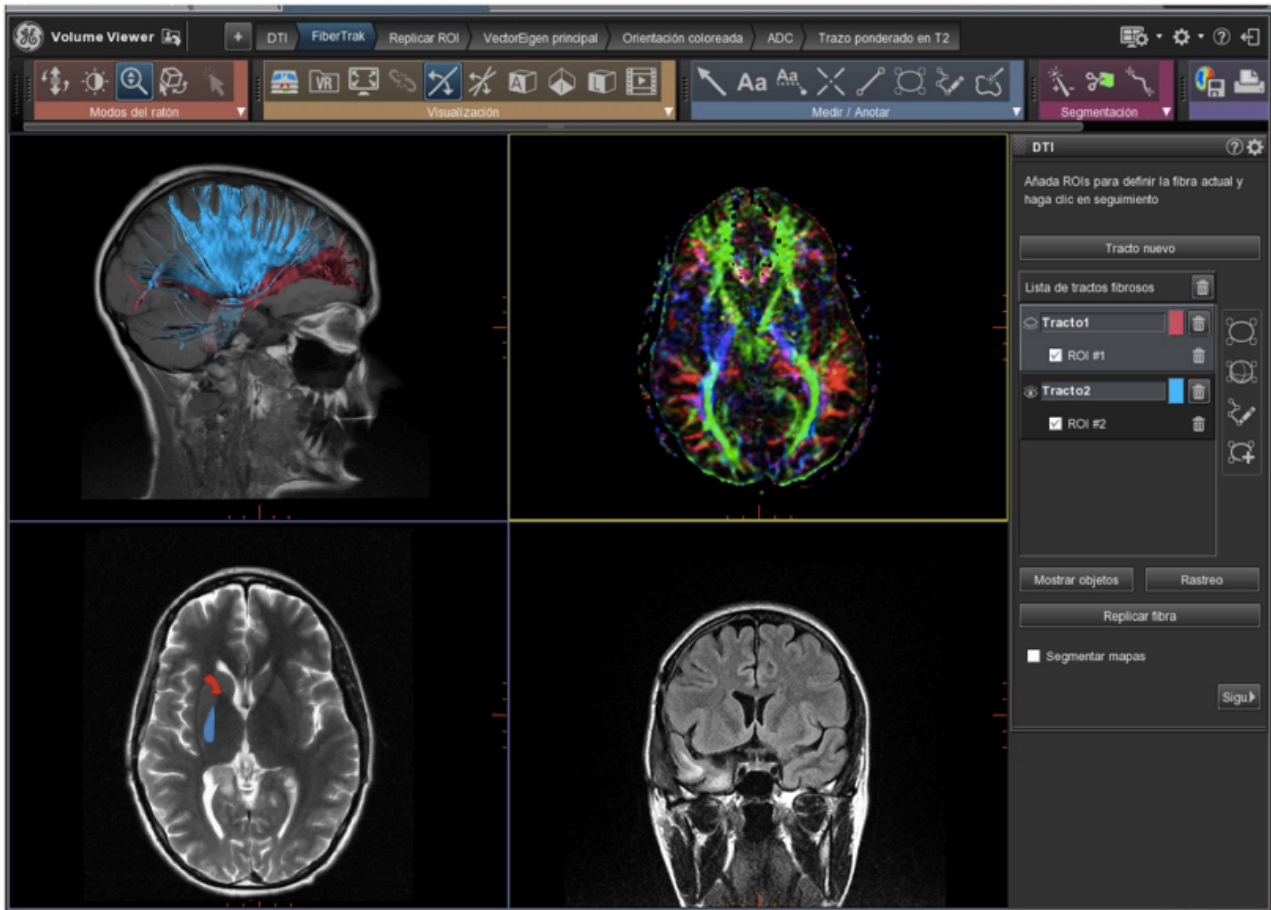 Volume Viewer
+
DTI
FiberTrak
Replicar ROI
VectorEigen principal
Orientación coloreada
ADC
Trazo ponderado en T2
VR
Aa
Aa
Modos del ratón
Visualización
Medir / Anotar
Segmentación
DTI
Añada ROIs para definir la fibra actual y
haga clic en seguimiento
Tracto nuevo
Lista de tractos fibrosos
Tracto1
ROI #1
Tracto2
ROI #2
Mostrar objetos
Rastreo
Replicar fibra
Segmentar mapas
Sigu.